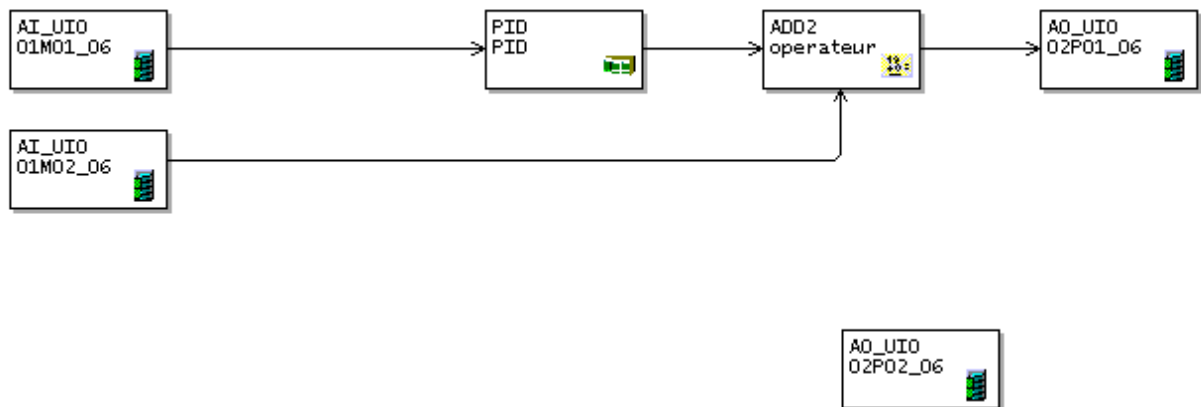 AI_UIO
01M01_06
PID
PID
ADD2
operateur
AO_UIO
02P01_06
AI_UIO
01M02_06
AO_UIO
02P02_06